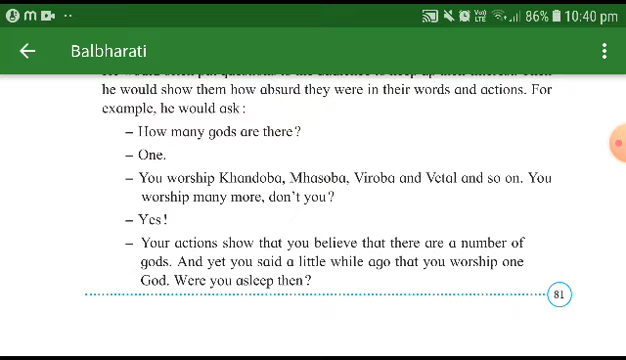 Vol) LTE 86% 10:40 pm
Balbharati
he would show them how absurd they were in their words and actions. For
example, he would ask :
– How many gods are there?
– One.
– You worship Khandoba, Mhasoba, Viroba and Vetal and so on. You
worship many more, don't you?
– Yes!
– Your actions show that you believe that there are a number of
gods. And yet you said a little while ago that you worship one
God. Were you asleep then?
81